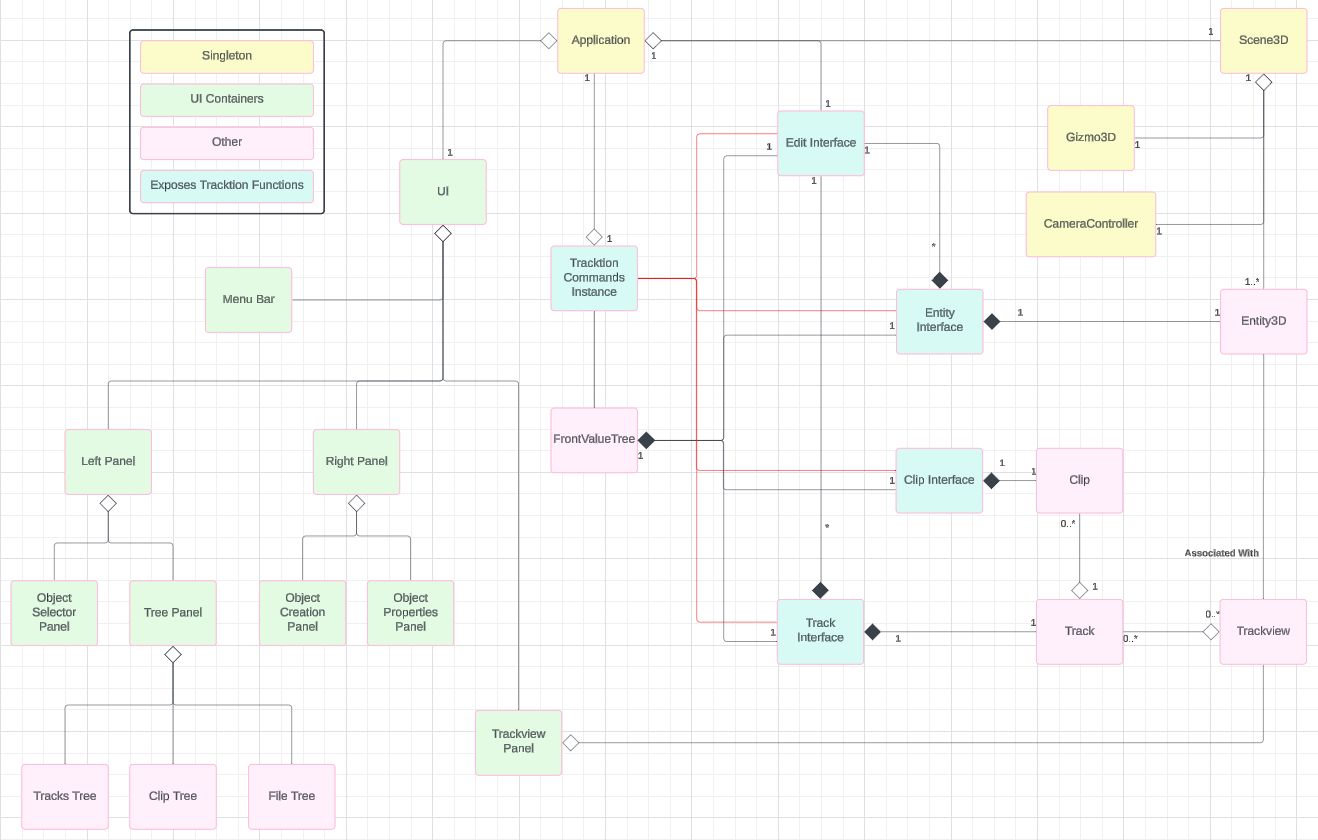 Singleton
UI Containers
Other
Exposes Tracktion Functions
Application
1
1
1
Scene3D
1
1
Gizmo3D
1
CameraController
1
1
Edit Interface
1
1
1
*
1
UI
1
Tracktion
Commands
Instance
Menu Bar
Entity
Interface
1
1
1
1..*
Entity3D
FrontValueTree
1
Left Panel
Right Panel
Clip Interface
1
1
1
Clip
0..*
*
Associated With
Object
Selector
Panel
Tree Panel
Object
Creation
Panel
Object
Properties
Panel
Track
Interface
1
1
1
1
Track
0..*
0..*
Trackview
Trackview
Panel
Tracks Tree
Clip Tree
File Tree